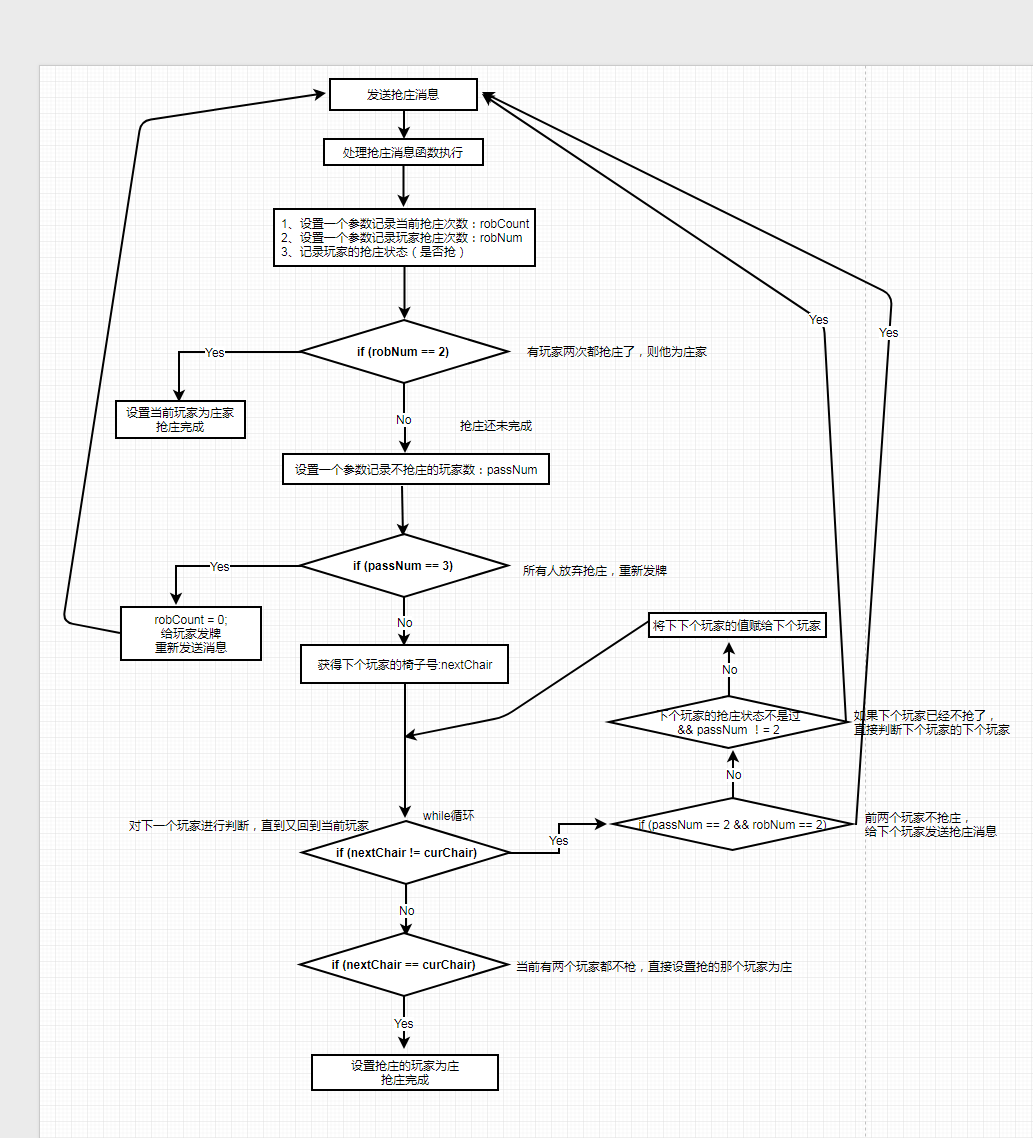 发送抢庄消息
处理抢庄消息函数执行
1、设置一个参数记录当前抢庄次数：robCount
2、设置一个参数记录玩家抢庄次数：robNum
3、记录玩家的抢庄状态（是否抢）
Yes
Yes
if (robNum == 2)
有玩家两次都抢庄了，则他为庄家
Yes
设置当前玩家为庄家
抢庄完成
No
抢庄还未完成
设置一个参数记录不抢庄的玩家数：passNum
if (passNum == 3)
所有人放弃抢庄，重新发牌
Yes
robCount = 0;
给玩家发牌
重新发送消息
No
将下下个玩家的值赋给下个玩家
获得下个玩家的椅子号:nextChair
No
下个玩家的抢庄状态不是过
&& passNum ！= 2
如果下个玩家已经不抢了，
直接判断下个玩家的下个玩家
No
while循环
对下一个玩家进行判断，直到又回到当前玩家
if (passNum == 2 && robNum == 2)
前两个玩家不抢庄，
给下个玩家发送抢庄消息
Yes
if (nextChair != curChair)
No
if (nextChair == curChair)
当前有两个玩家都不枪，直接设置抢的那个玩家为庄
Yes
设置抢庄的玩家为庄
抢庄完成